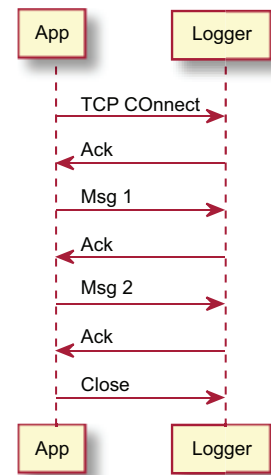 App
Logger
TCP COnnect
Ack
Msg 1
Ack
Msg 2
Ack
Close
App
Logger